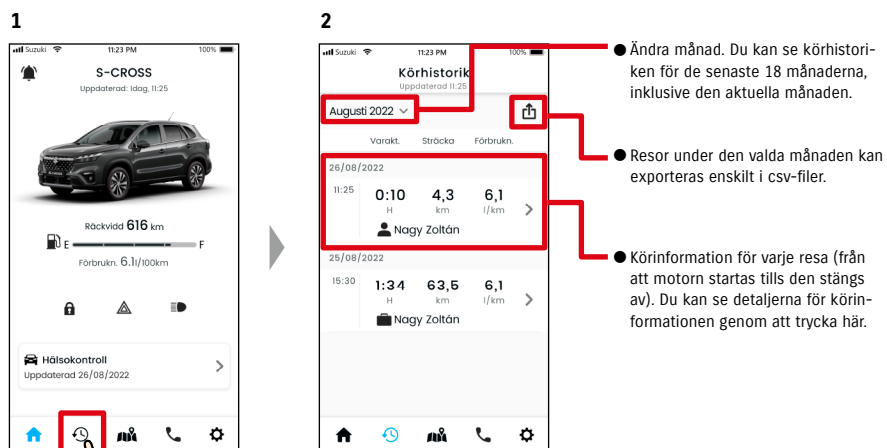 1
Suzuki 11:23 PM 100%
S-CROSS
Uppdaterad: Idag, 11:25
Räckvidd 616 km
E F
Förbrukn. 6.1l/100km
Hälsokontroll
Uppdaterad 26/08/2022
2
Suzuki 11:23 PM 100%
Körhistorik
Uppdaterad 11:25
Augusti 2022
Varakt. Sträcka Förbrukn.
26/08/2022
11:25 0:10 4,3 6,1
H km l/km
Nagy Zoltán
25/08/2022
15:30 1:34 63,5 6,1
H km l/km
Nagy Zoltán
● Ändra månad. Du kan se körhistori-
ken för de senaste 18 månaderna,
inklusive den aktuella månaden.
● Resor under den valda månaden kan
exporteras enskilt i csv-filer.
● Körinformation för varje resa (från
att motorn startas tills den stängs
av). Du kan se detaljerna för körin-
formationen genom att trycka här.